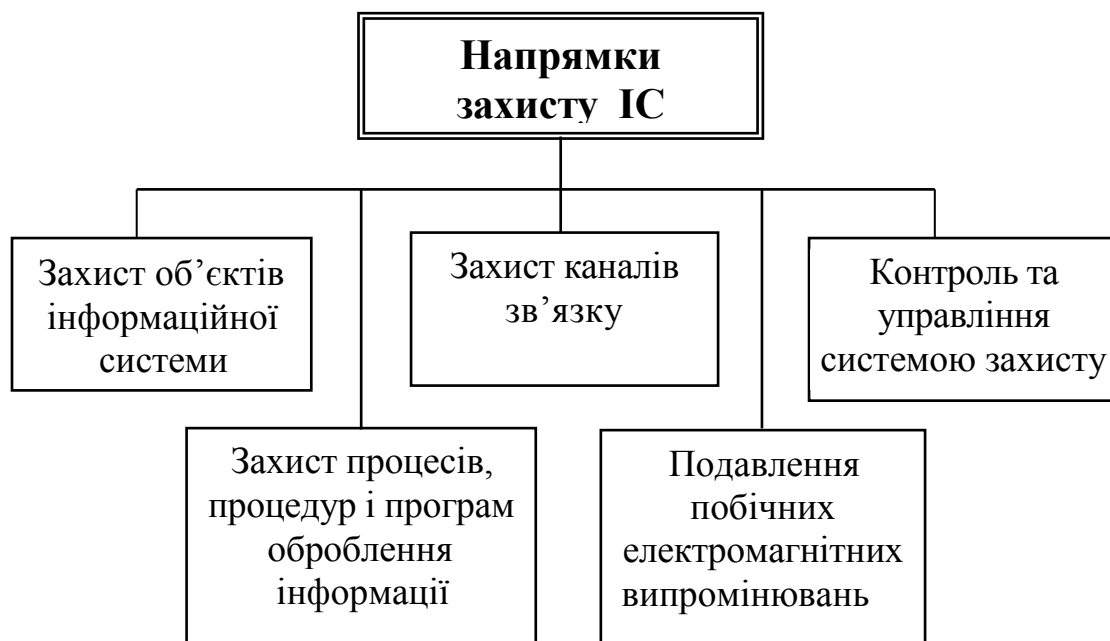 Напрямки
захисту ІС
Захист об’єктів
інформаційної
системи
Захист каналів
зв’язку
Контроль та
управління
системою захисту
Захист процесів,
процедур і програм
оброблення
інформації
Подавлення
побічних
електромагнітних
випромінювань